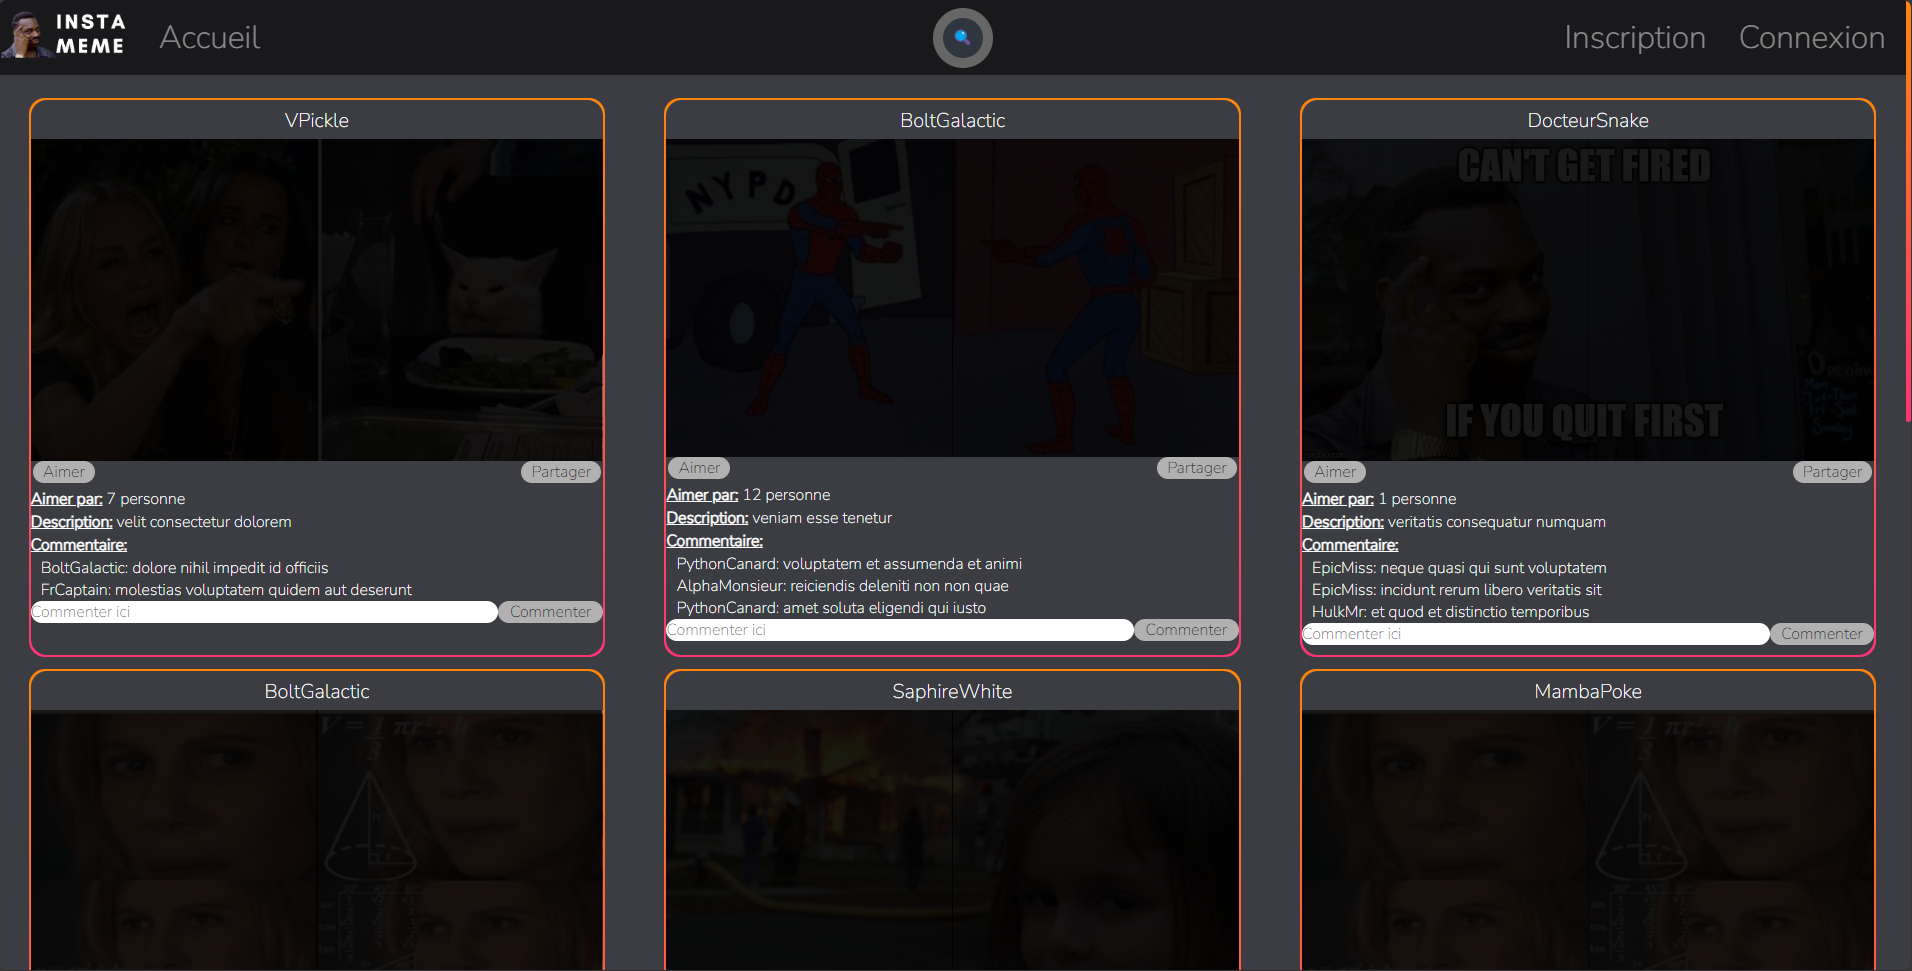 INSTA
MEME
Accueil
Inscription
Connexion
VPickle
Aimer
Partager
Aimer par: 7 personne
Description: velit consectetur dolorem
Commentaire:
BoltGalactic: dolore nihil impedit id officiis
FrCaptain: molestias voluptatem quidem aut deserunt
Commenter ici
Commenter
BoltGalactic
NYPD
Aimer
Partager
Aimer par: 12 personne
Description: veniam esse tenetur
Commentaire:
PythonCanard: voluptatem et assumenda et animi
AlphaMonsieur: reiciendis deleniti non non quae
PythonCanard: amet soluta eligendi qui iusto
Commenter ici
Commenter
DocteurSnake
CAN'T GET FIRED
IF YOU QUIT FIRST
Aimer
Partager
Aimer par: 1 personne
Description: veritatis consequatur numquam
Commentaire:
EpicMiss: neque quasi qui sunt voluptatem
EpicMiss: incidunt rerum libero veritatis sit
HulkMr: et quod et distinctio temporibus
Commenter ici
Commenter
BoltGalactic
SaphireWhite
MambaPoke